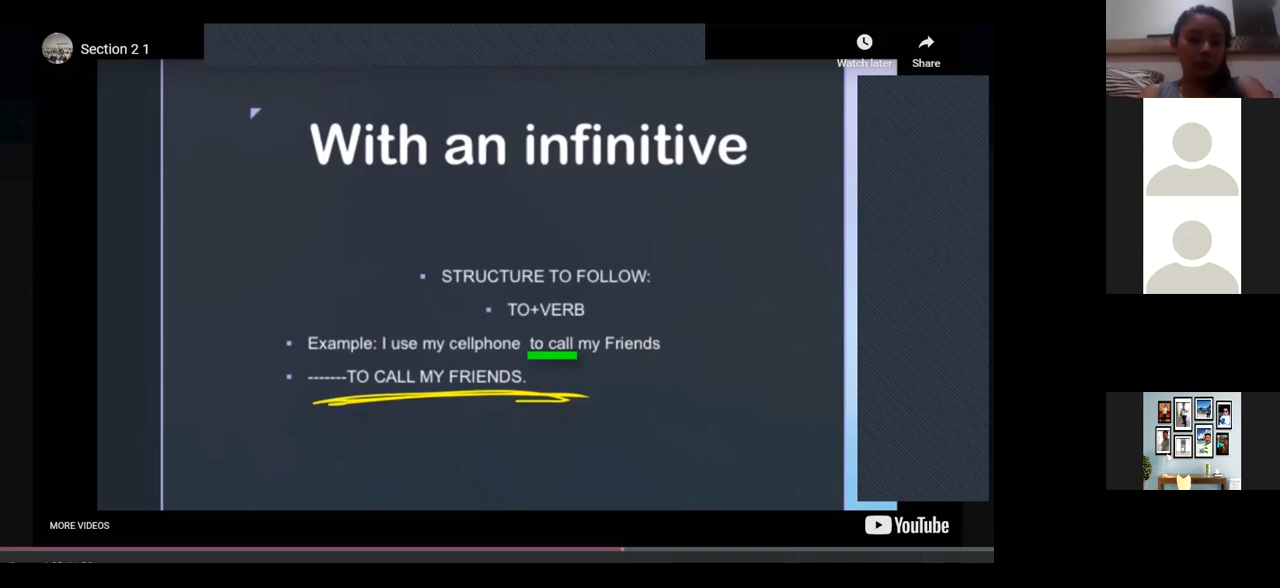 Section 2 1
Watch later
Share
With an infinitive
STRUCTURE TO FOLLOW:
TO+VERB
Example: I use my cellphone to call my Friends
-------TO CALL MY FRIENDS.
MORE VIDEOS
YouTube